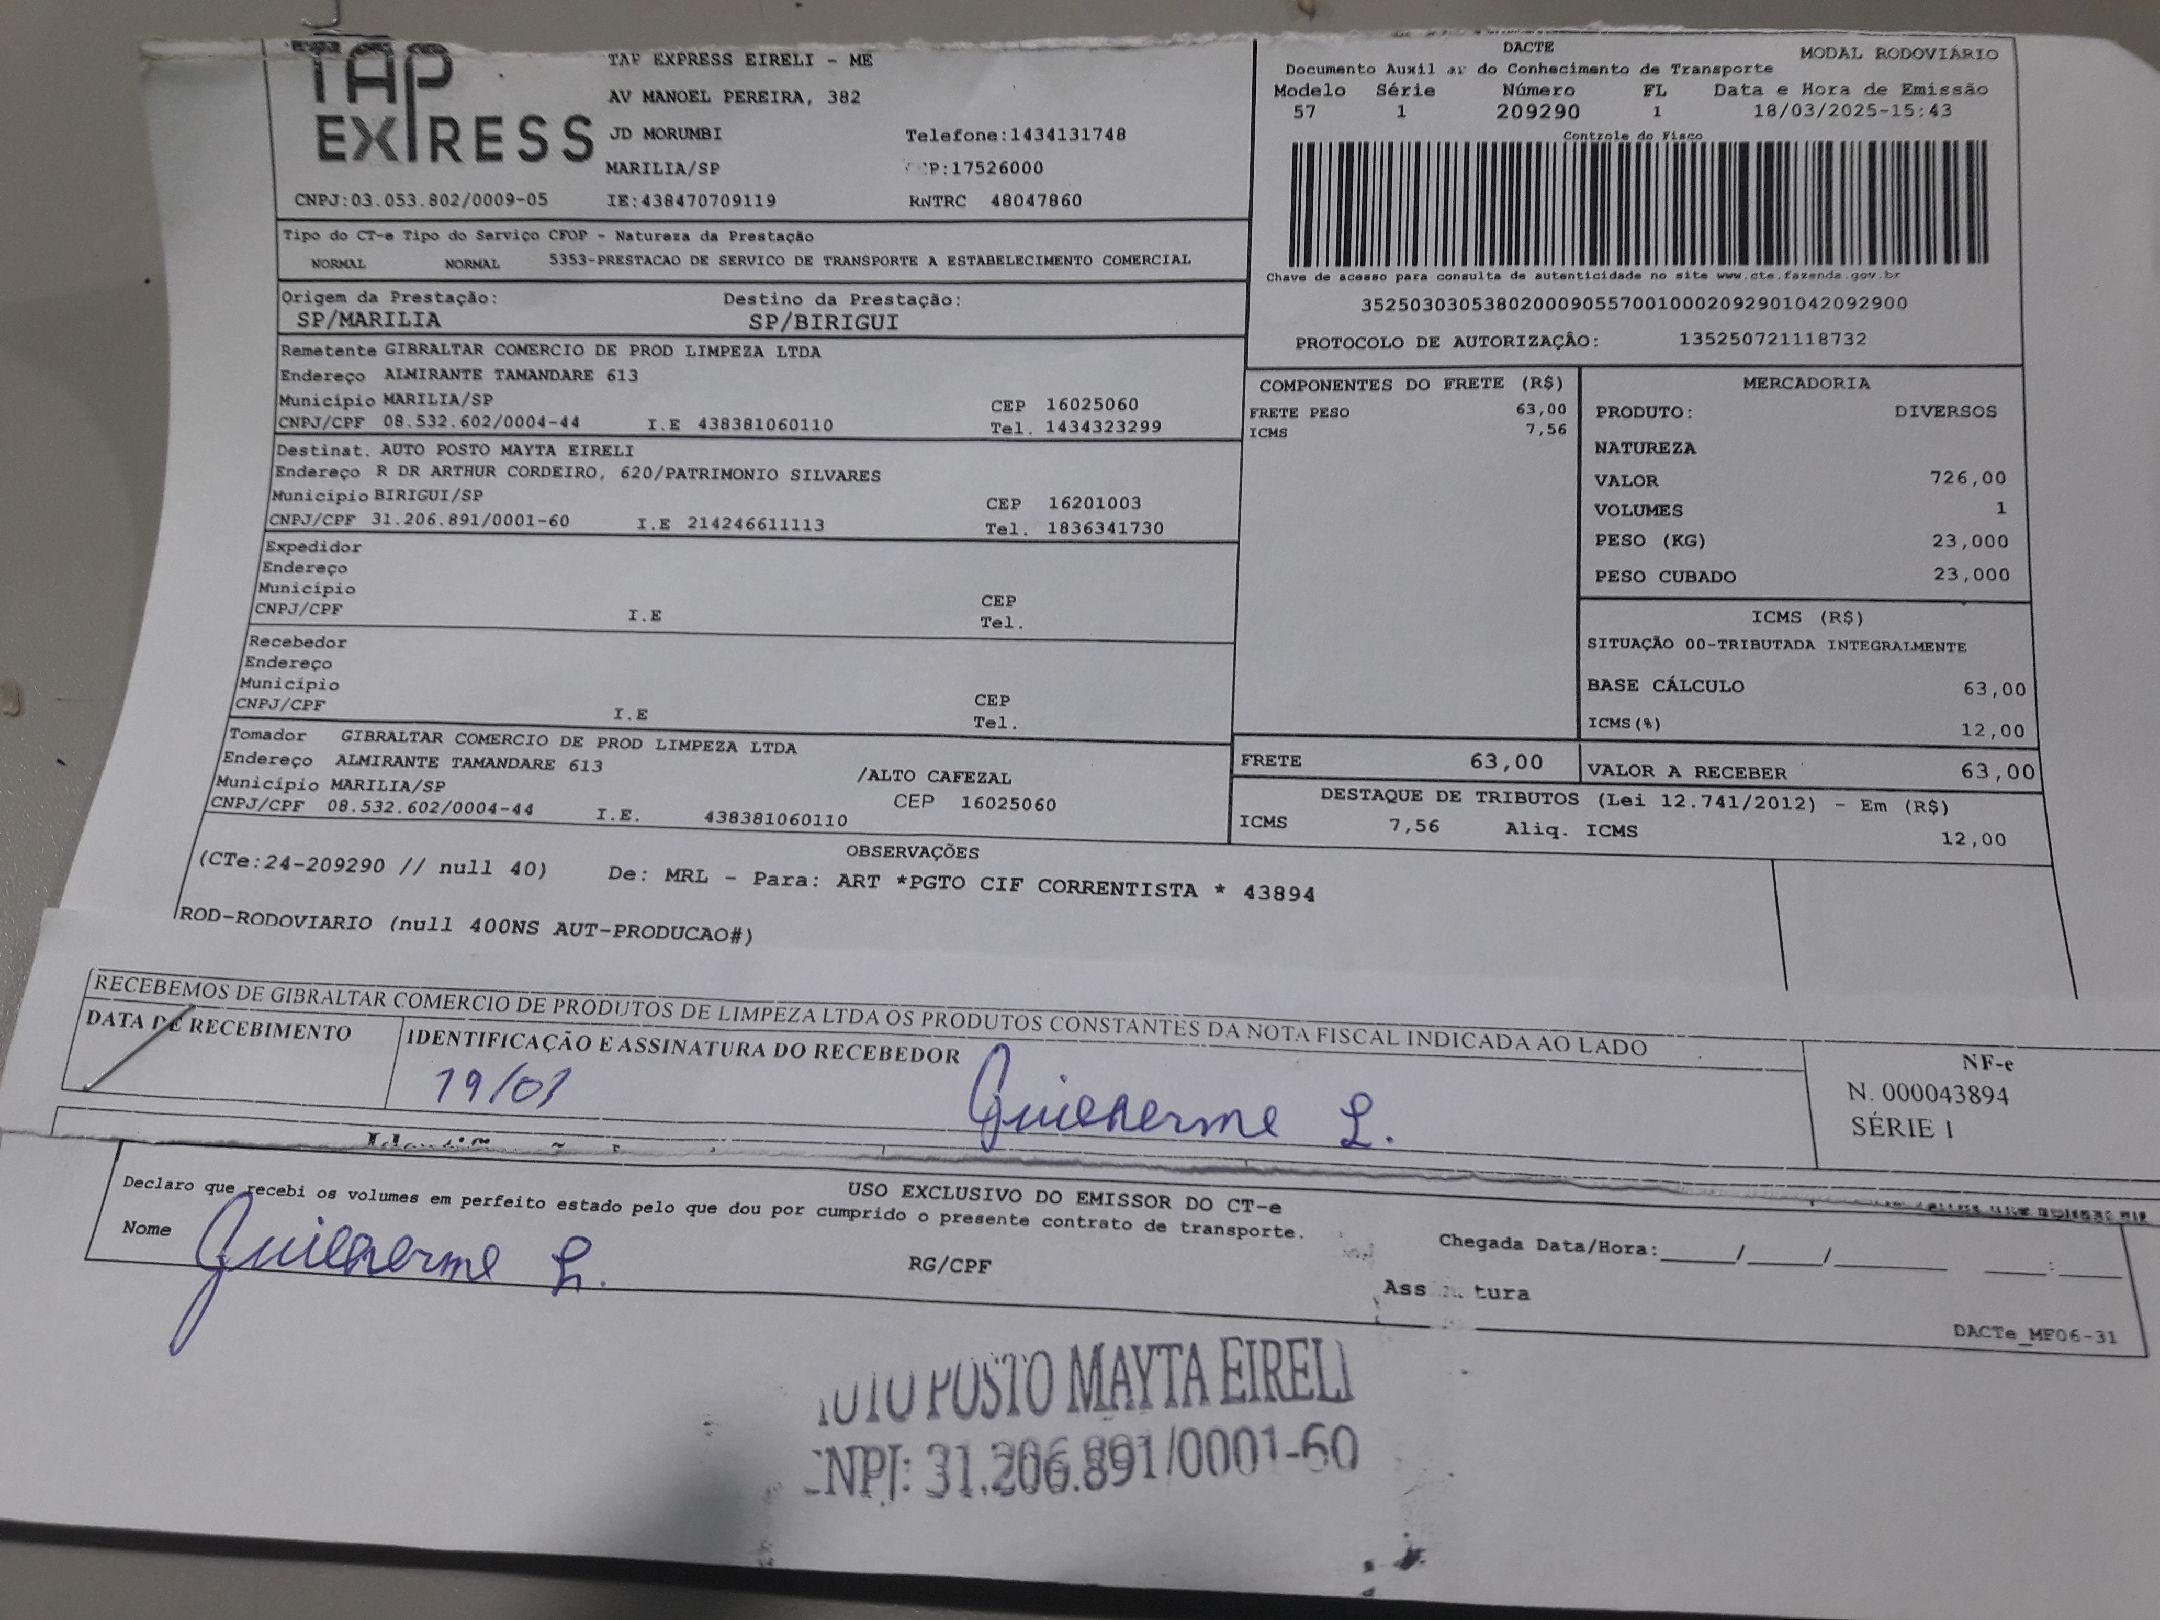 TAP
EXPRESS
TAP EXPRESS EIRELI - ME
AV MANOEL PEREIRA, 382
JD MORUMBI Telefone:1434131748
MARILIA/SP P:17526000
CNPJ:03.053.802/0009-05 IE:438470709119 RNTRC 48047860
Tipo do CT-e Tipo do Serviço CFOP - Natureza da Prestação
NORMAL NORMAL 5353-PRESTACAO DE SERVICO DE TRANSPORTE A ESTABELECIMENTO COMERCIAL
Origem da Prestação: Destino da Prestação:
SP/MARILIA SP/BIRIGUI
Remetente GIBRALTAR COMERCIO DE PROD LIMPEZA LTDA
Endereço ALMIRANTE TAMANDARE 613
Município MARILIA/SP CEP 16025060
CNPJ/CPF 08.532.602/0004-44 I.E 438381060110 Tel. 1434323299
Destinat. AUTO POSTO MAYTA EIRELI
Endereço R DR ARTHUR CORDEIRO, 620/PATRIMONIO SILVARES
Município BIRIGUI/SP CEP 16201003
CNPJ/CPF 31.206.891/0001-60 I.E 214246611113 Tel. 1836341730
Expedidor
Endereço
Município CEP
CNPJ/CPF I.E Tel.
Recebedor
Endereço
Município CEP
CNPJ/CPF I.E Tel.
Tomador GIBRALTAR COMERCIO DE PROD LIMPEZA LTDA
Endereço ALMIRANTE TAMANDARE 613 /ALTO CAFEZAL
Município MARILIA/SP CEP 16025060
CNPJ/CPF 08.532.602/0004-44 I.E. 438381060110
DACTE MODAL RODOVIÁRIO
Documento Auxil ar do Conhecimento de Transporte
Modelo Série Número FL Data e Hora de Emissão
57 1 209290 1 18/03/2025-15:43
Controle do Fisco
Chave de acesso para consulta de autenticidade no site www.cte.fazenda.gov.br
35250303053802000905570010002092901042092900
PROTOCOLO DE AUTORIZAÇÂO: 135250721118732
COMPONENTES DO FRETE (R$)
FRETE PESO 63,00
ICMS 7,56
MERCADORIA
PRODUTO: DIVERSOS
NATUREZA
VALOR 726,00
VOLUMES 1
PESO (KG) 23,000
PESO CUBADO 23,000
ICMS (R$)
SITUAÇÃO 00-TRIBUTADA INTEGRALMENTE
BASE CÁLCULO 63,00
ICMS(%) 12,00
FRETE 63,00 VALOR A RECEBER 63,00
DESTAQUE DE TRIBUTOS (Lei 12.741/2012) - Em (R$)
ICMS 7,56 Aliq. ICMS 12,00
OBSERVAÇÕES
(CTe:24-209290 // null 40) De: MRL - Para: ART *PGTO CIF CORRENTISTA * 43894
ROD-RODOVIARIO (null 400NS AUT-PRODUCAO#)
RECEBEMOS DE GIBRALTAR COMERCIO DE PRODUTOS DE LIMPEZA LTDA OS PRODUTOS CONSTANTES DA NOTA FISCAL INDICADA AO LADO
DATA DE RECEBIMENTO IDENTIFICAÇÃO E ASSINATURA DO RECEBEDOR
19/03 Guilherme L.
NF-e
N. 000043894
SÉRIE 1
USO EXCLUSIVO DO EMISSOR DO CT-e
Declaro que recebi os volumes em perfeito estado pelo que dou por cumprido o presente contrato de transporte.
Nome Guilherme L. RG/CPF
Chegada Data/Hora:_____/_____/_______ ____:____
Ass tura
DACTe_MF06-31
AUTO POSTO MAYTA EIRELI
CNPJ: 31.206.891/0001-60